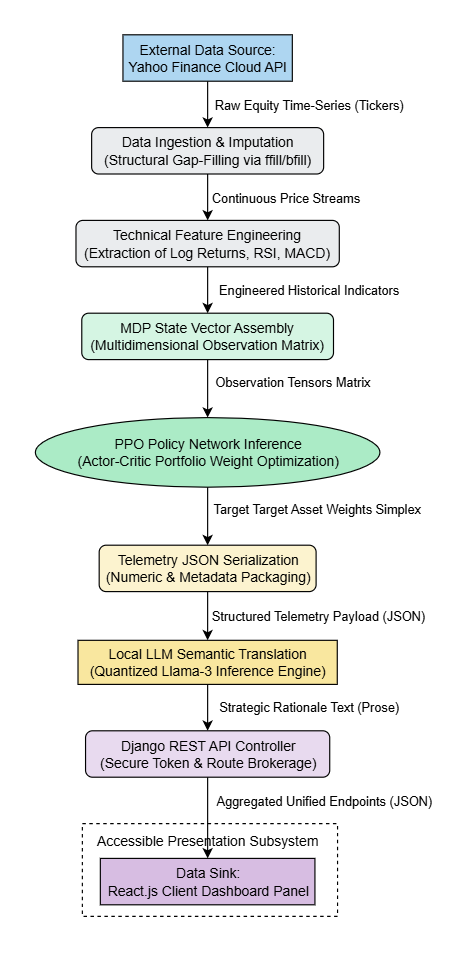 External Data Source:
Yahoo Finance Cloud API
Raw Equity Time-Series (Tickers)
Data Ingestion & Imputation
(Structural Gap-Filling via ffill/bfill)
Continuous Price Streams
Technical Feature Engineering
(Extraction of Log Returns, RSI, MACD)
Engineered Historical Indicators
MDP State Vector Assembly
(Multidimensional Observation Matrix)
Observation Tensors Matrix
PPO Policy Network Inference
(Actor-Critic Portfolio Weight Optimization)
Target Target Asset Weights Simplex
Telemetry JSON Serialization
(Numeric & Metadata Packaging)
Structured Telemetry Payload (JSON)
Local LLM Semantic Translation
(Quantized Llama-3 Inference Engine)
Strategic Rationale Text (Prose)
Django REST API Controller
(Secure Token & Route Brokerage)
Aggregated Unified Endpoints (JSON)
Accessible Presentation Subsystem
Data Sink:
React.js Client Dashboard Panel